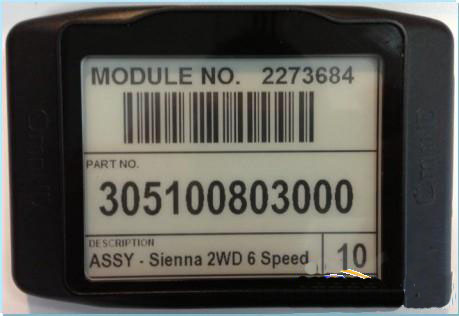 MODULE NO. 2273684
PART NO.
305100803000
DESCRIPTION
ASSY - Sienna 2WD 6 Speed
10